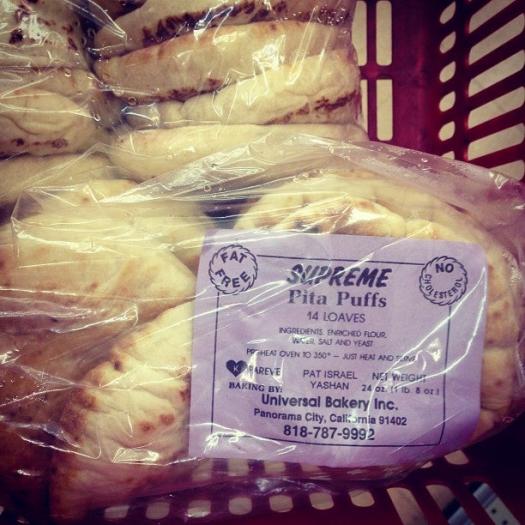 FAT
FREE
SUPREME
NO
CHOLESTEROL
Pita Puffs
14 LOAVES
INGREDIENTS: ENRICHED FLOUR,
WATER, SALT AND YEAST.
PRE-HEAT OVEN TO 350° — JUST HEAT AND SERVE
K PAREVE
PAT ISRAEL
YASHAN
NET WEIGHT
24 oz. (1 lb. 8 oz.)
BAKING BY:
Universal Bakery Inc.
Panorama City, California 91402
818-787-9992